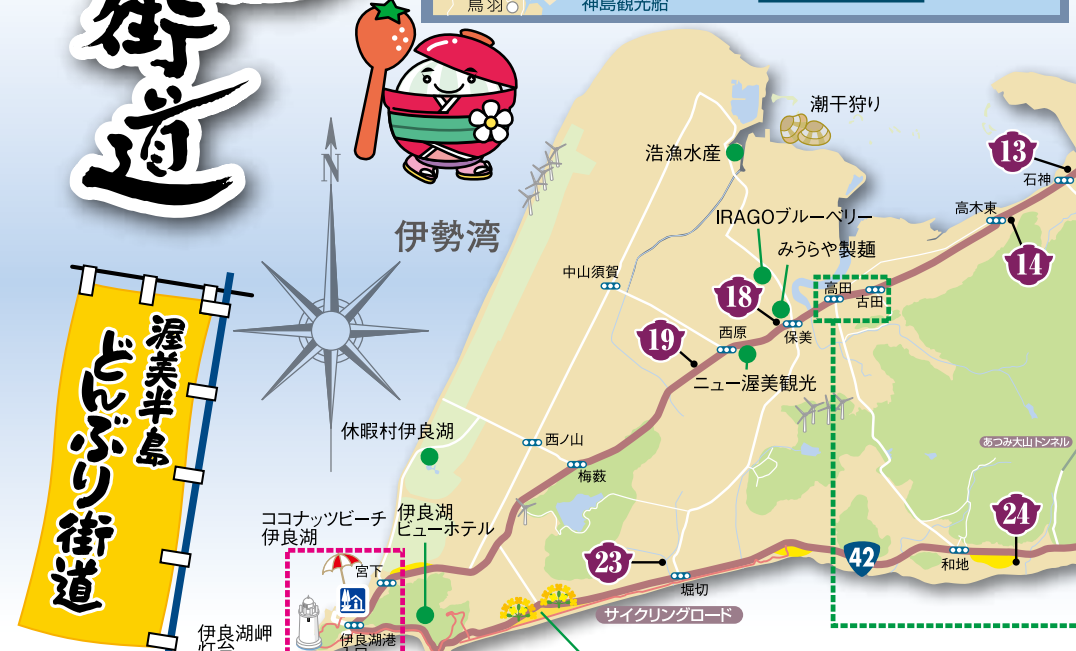 鳥羽
神島観光船
街道
N
伊勢湾
潮干狩り
浩漁水産
13
石神
高木東
14
IRAGOブルーベリー
みうらや製麺
中山須賀
18
高田
古田
保美
西原
19
ニュー渥美観光
渥美半島
どんぶり街道
休暇村伊良湖
西ノ山
梅薮
あつみ大山トンネル
ココナッツビーチ
伊良湖
伊良湖
ビューホテル
宮下
23
堀切
42
和地
24
サイクリングロード
伊良湖岬
灯台
伊良湖港